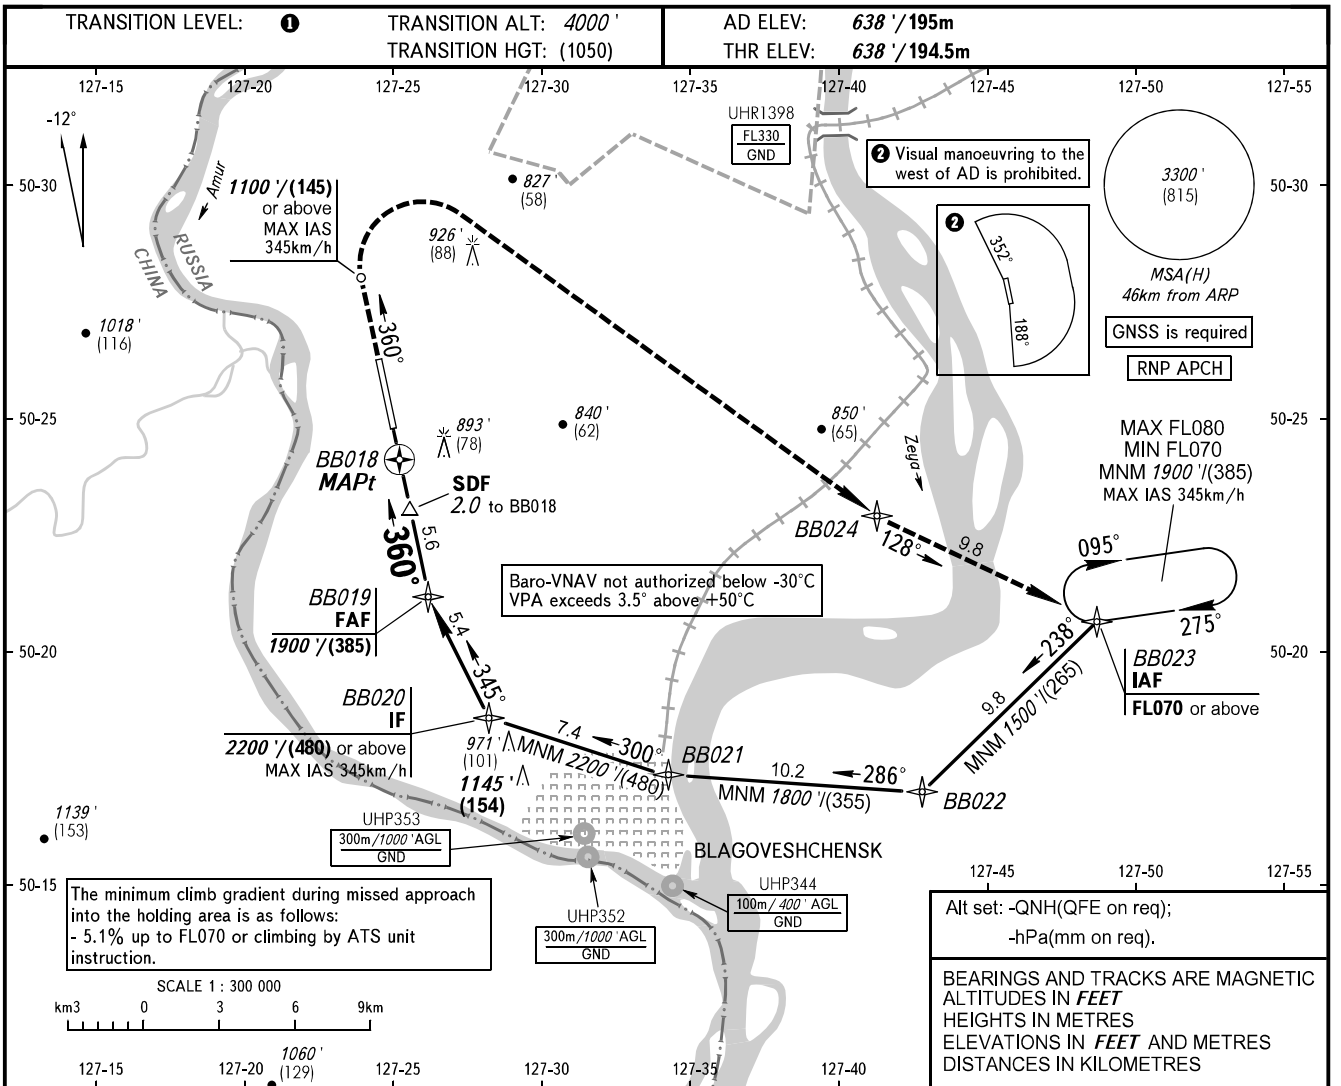 TRANSITION LEVEL: ❶
TRANSITION ALT: 4000 '
TRANSITION HGT: (1050)
AD ELEV: 638 '/195m
THR ELEV: 638 '/194.5m
127-15 127-20 127-25 127-30 127-35 127-40 127-50 127-55
-12°
50-30
Amur
RUSSIA
CHINA
1100 '/(145)
or above
MAX IAS
345km/h
827 '
(58)
926 '
(88)
UHR1398
FL330
GND
❷ Visual manoeuvring to the
west of AD is prohibited.
❷
352°
188°
3300 '
(815)
MSA(H)
46km from ARP
GNSS is required
RNP APCH
50-30
1018 '
(116)
360°
50-25
893 '
(78)
840 '
(62)
850 '
(65)
Zeya
50-25
BB018
MAPt
SDF
2.0 to BB018
5.6
360°
MAX FL080
MIN FL070
MNM 1900 '/(385)
MAX IAS 345km/h
BB024
128°
9.8
095°
275°
Baro-VNAV not authorized below -30°C
VPA exceeds 3.5° above +50°C
BB019
FAF
1900 '/(385)
5.4
345°
50-20
50-20
238°
9.8
MNM 1500 '/(265)
BB023
IAF
FL070 or above
BB020
IF
2200 '/(480) or above
MAX IAS 345km/h
7.4
300°
MNM 2200 '/(480)
BB021
10.2
286°
MNM 1800 '/(355)
BB022
971 '
(101)
1145 '
(154)
1139 '
(153)
UHP353
300m/1000 'AGL
GND
BLAGOVESHCHENSK
50-15
127-45 127-50 127-55
UHP344
100m/ 400' AGL
GND
UHP352
300m/1000 'AGL
GND
The minimum climb gradient during missed approach
into the holding area is as follows:
- 5.1% up to FL070 or climbing by ATS unit
instruction.
Alt set: -QNH(QFE on req);
-hPa(mm on req).
BEARINGS AND TRACKS ARE MAGNETIC
ALTITUDES IN FEET
HEIGHTS IN METRES
ELEVATIONS IN FEET AND METRES
DISTANCES IN KILOMETRES
SCALE 1 : 300 000
km3 0 3 6 9km
1060 '
(129)
127-15 127-20 127-25 127-30 127-35 127-40